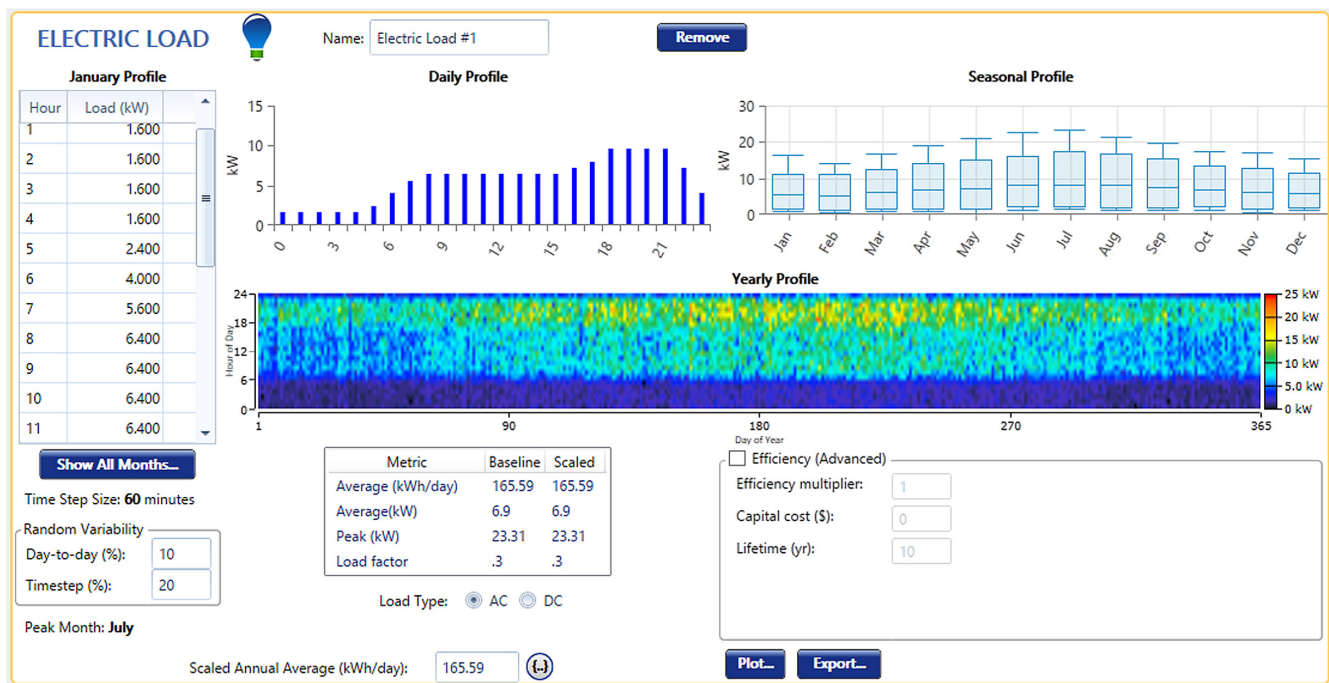 ELECTRIC LOAD
Name: Electric Load #1
Remove
January Profile
Hour Load (kW)
1 1.600
2 1.600
3 1.600
4 1.600
5 2.400
6 4.000
7 5.600
8 6.400
9 6.400
10 6.400
11 6.400
Show All Months...
Time Step Size: 60 minutes
Random Variability
Day-to-day (%): 10
Timestep (%): 20
Peak Month: July
Daily Profile
kW
15
10
5
0
0 3 6 9 12 15 18 21
Seasonal Profile
kW
30
20
10
0
Jan Feb Mar Apr May Jun Jul Aug Sep Oct Nov Dec
Yearly Profile
Hour of Day
24
18
12
6
0
1 90 180 270 365
Day of Year
25 kW
20 kW
15 kW
10 kW
5.0 kW
0 kW
Metric Baseline Scaled
Average (kWh/day) 165.59 165.59
Average(kW) 6.9 6.9
Peak (kW) 23.31 23.31
Load factor .3 .3
Load Type: AC DC
Scaled Annual Average (kWh/day): 165.59 {..}
Efficiency (Advanced)
Efficiency multiplier: 1
Capital cost ($): 0
Lifetime (yr): 10
Plot... Export...